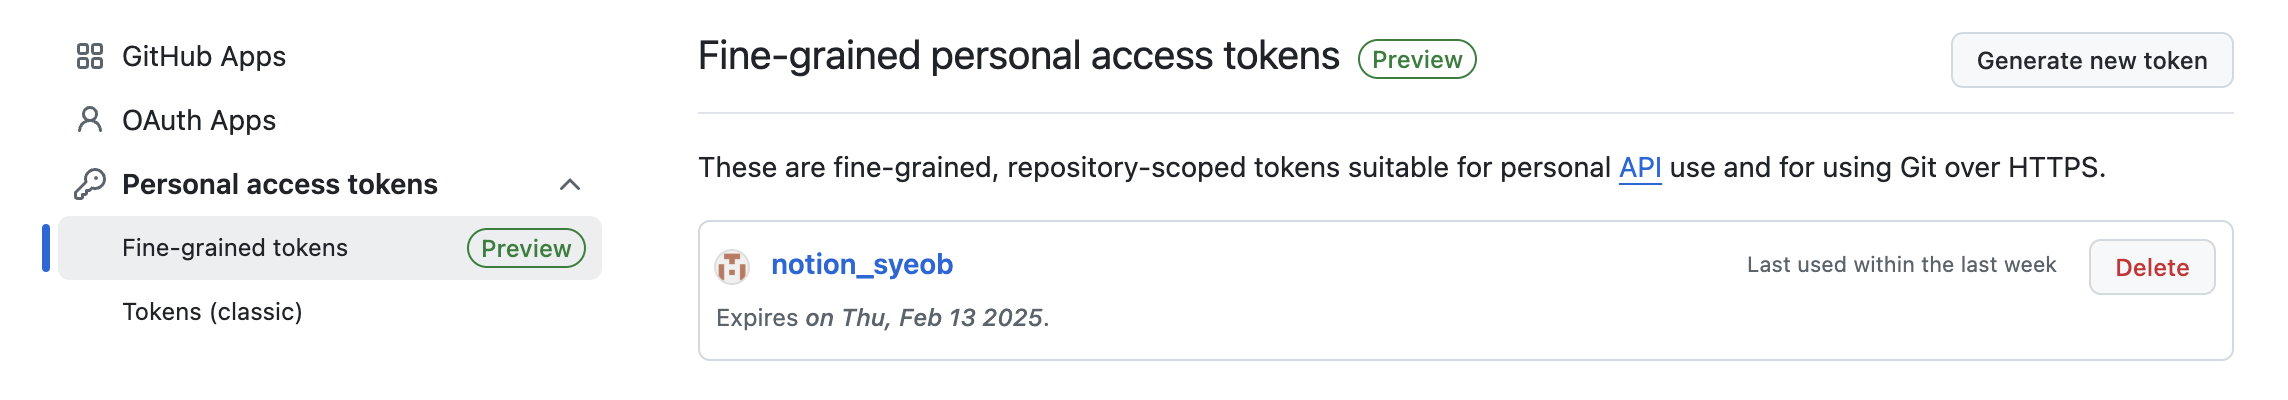 GitHub Apps
OAuth Apps
Personal access tokens
Fine-grained tokens Preview
Tokens (classic)
Fine-grained personal access tokens Preview
Generate new token
These are fine-grained, repository-scoped tokens suitable for personal API use and for using Git over HTTPS.
notion_syeob
Last used within the last week
Delete
Expires on Thu, Feb 13 2025.